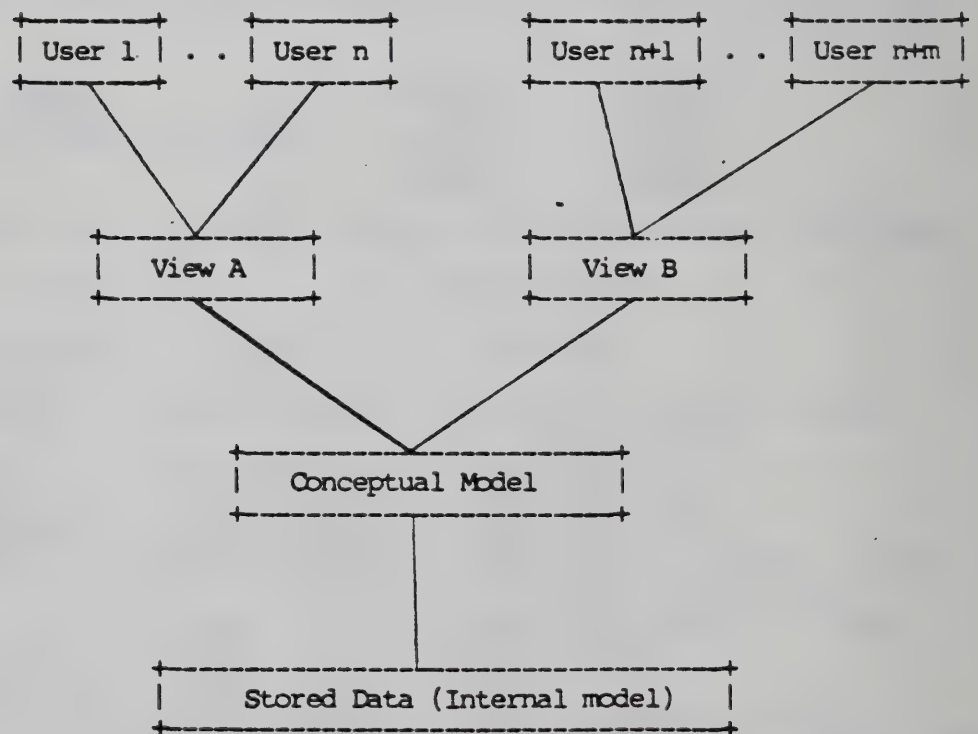 User 1 . . User n User n+1 . . User n+m
View A View B
Conceptual Model
Stored Data (Internal model)